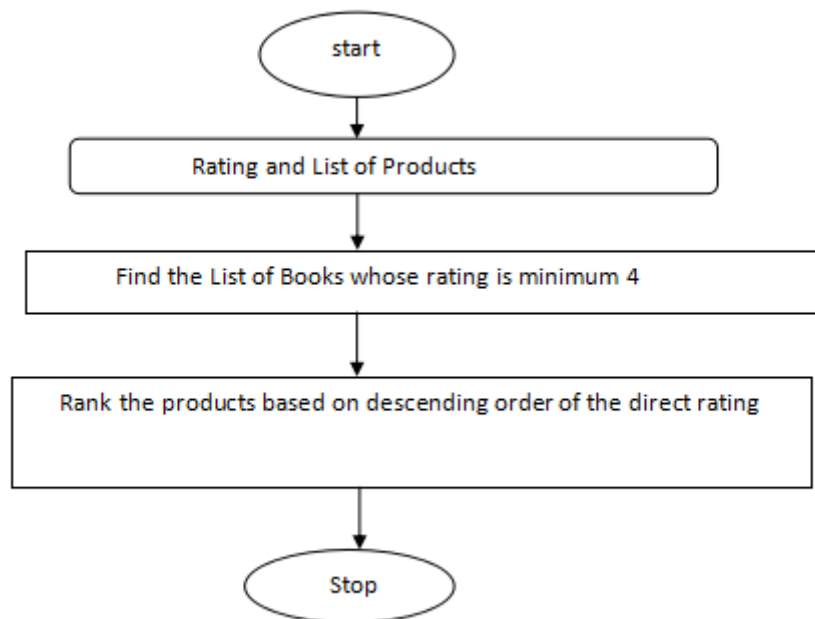 start
Rating and List of Products
Find the List of Books whose rating is minimum 4
Rank the products based on descending order of the direct rating
Stop